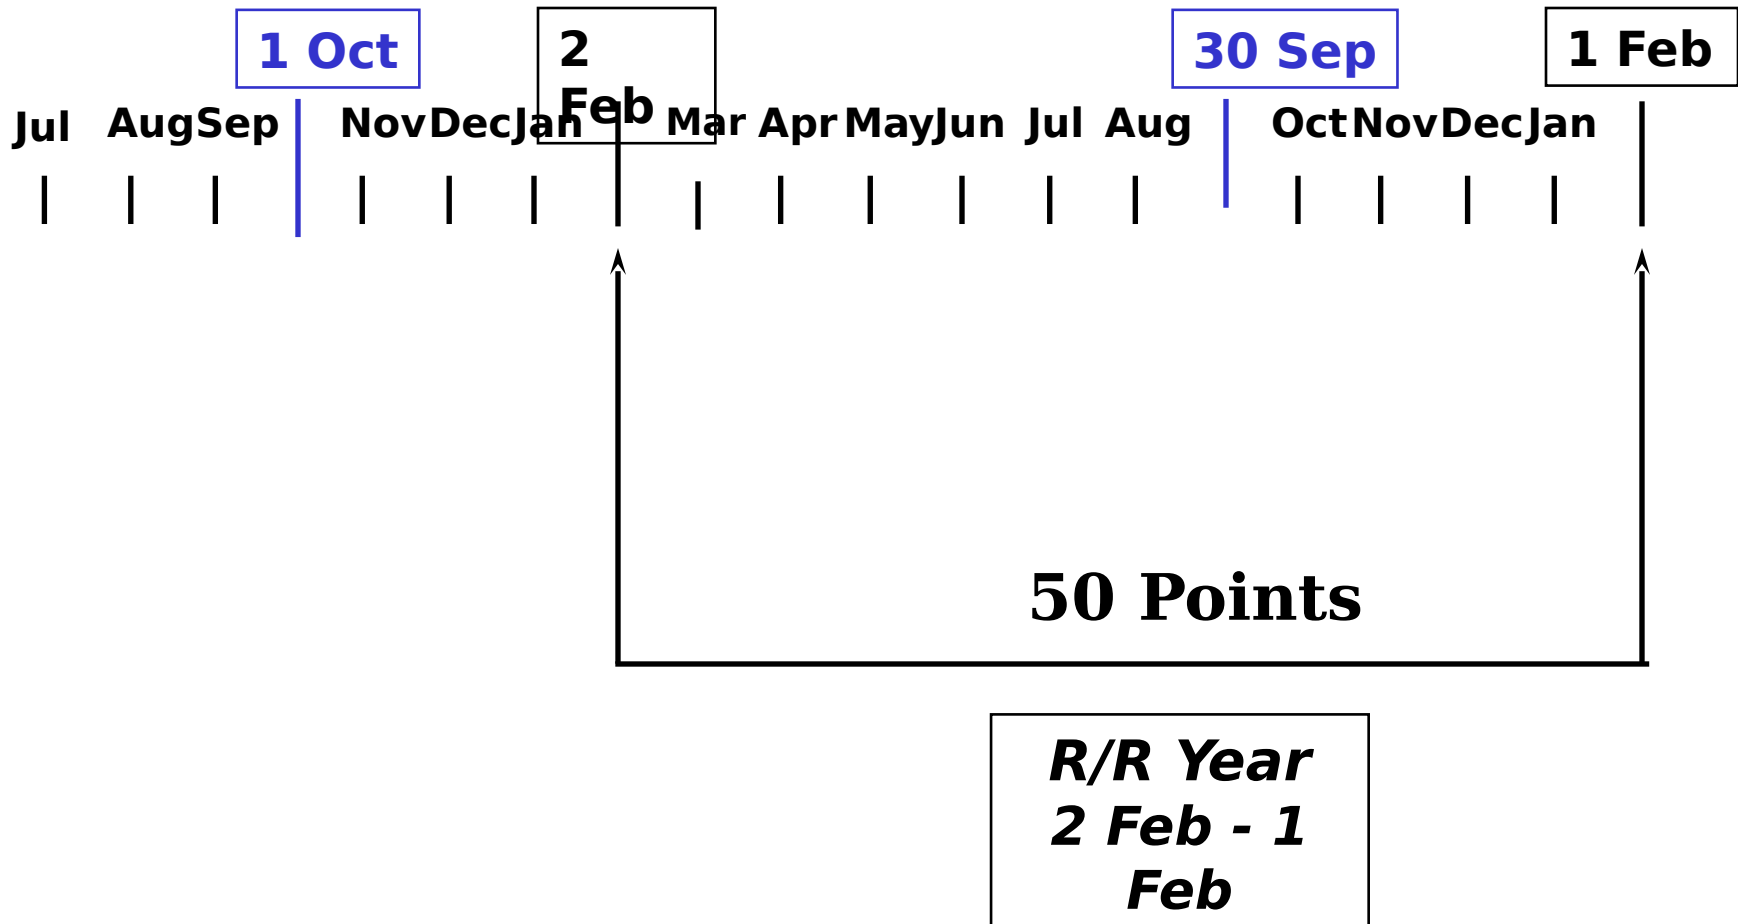 1 Oct
2
Feb
30 Sep
1 Feb
Jul Aug Sep Nov Dec Jan Mar Apr May Jun Jul Aug Oct Nov Dec Jan
50 Points
R/R Year
2 Feb - 1
Feb